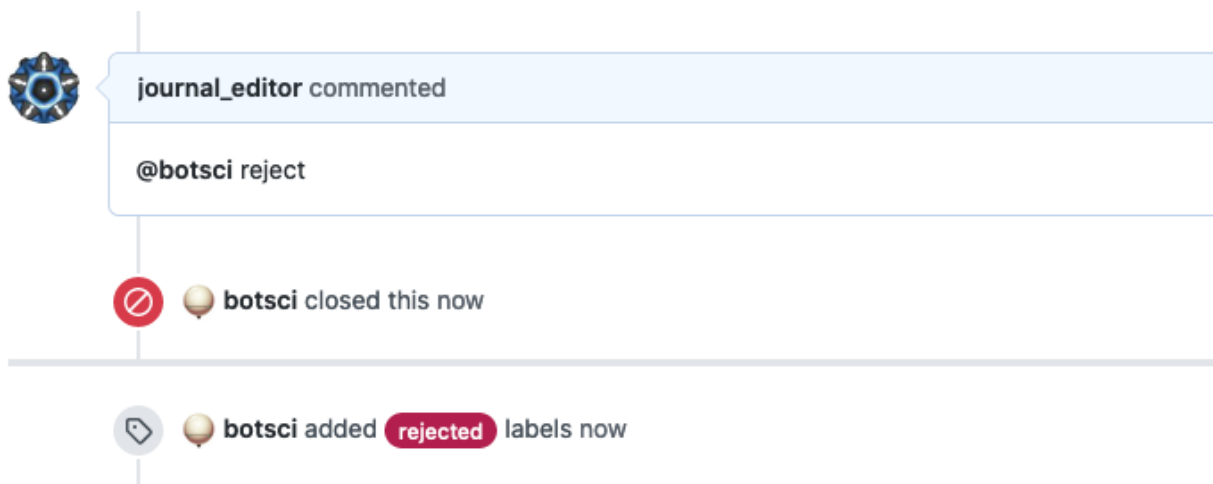 journal_editor commented
@botsci reject
botsci closed this now
botsci added rejected labels now